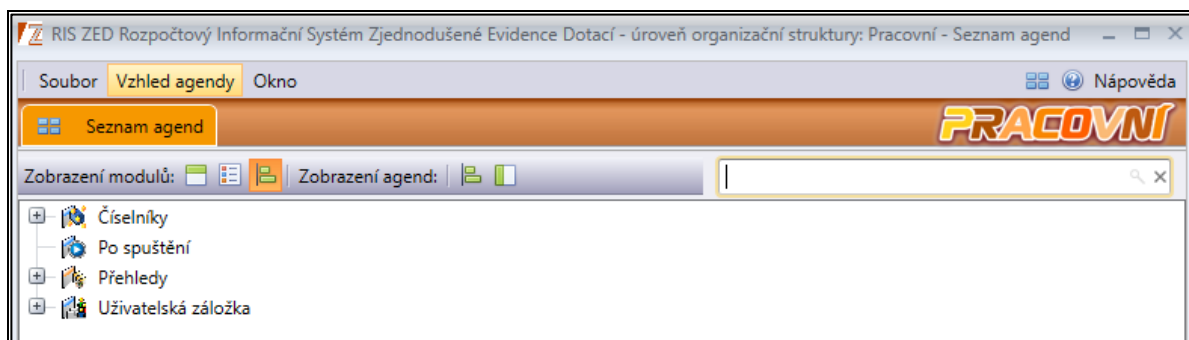 RIS ZED Rozpočtový Informační Systém Zjednodušené Evidence Dotací - úroveň organizační struktury: Pracovní - Seznam agend
Soubor Vzhled agendy Okno Nápověda
Seznam agend PRACOVNÍ
Zobrazení modulů: Zobrazení agend:
Číselníky
Po spuštění
Přehledy
Uživatelská záložka